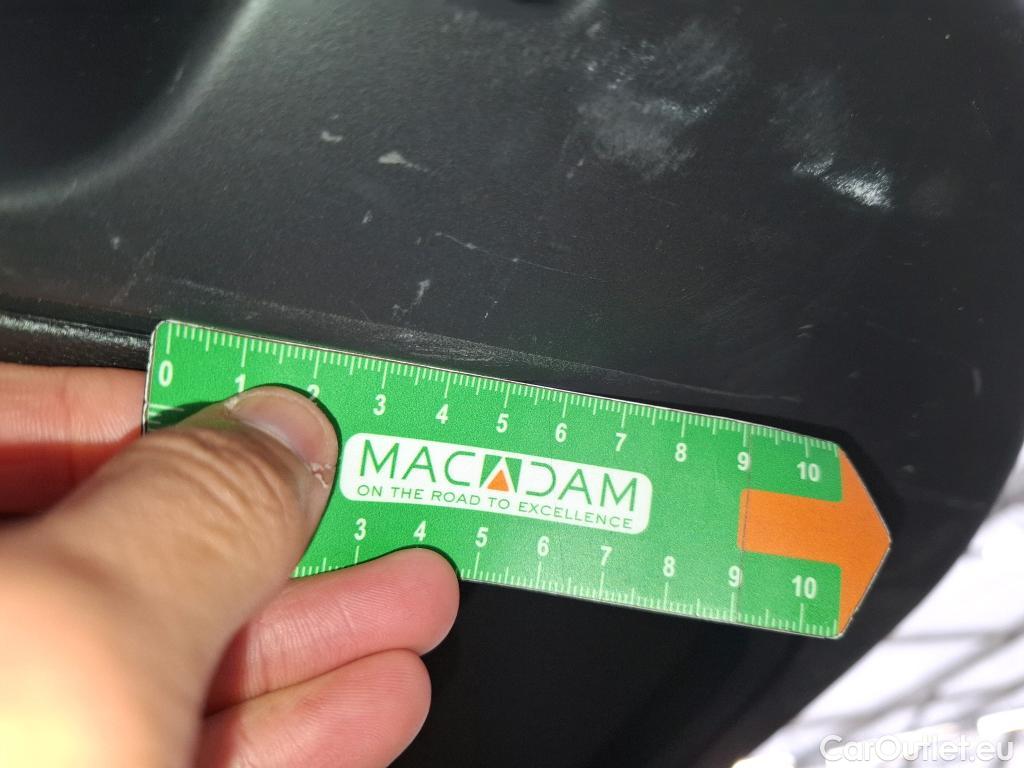 0 1 2 3 4 5 6 7 8 9 10
MACADAM
ON THE ROAD TO EXCELLENCE
3 4 5 6 7 8 9 10
CarOutlet.eu